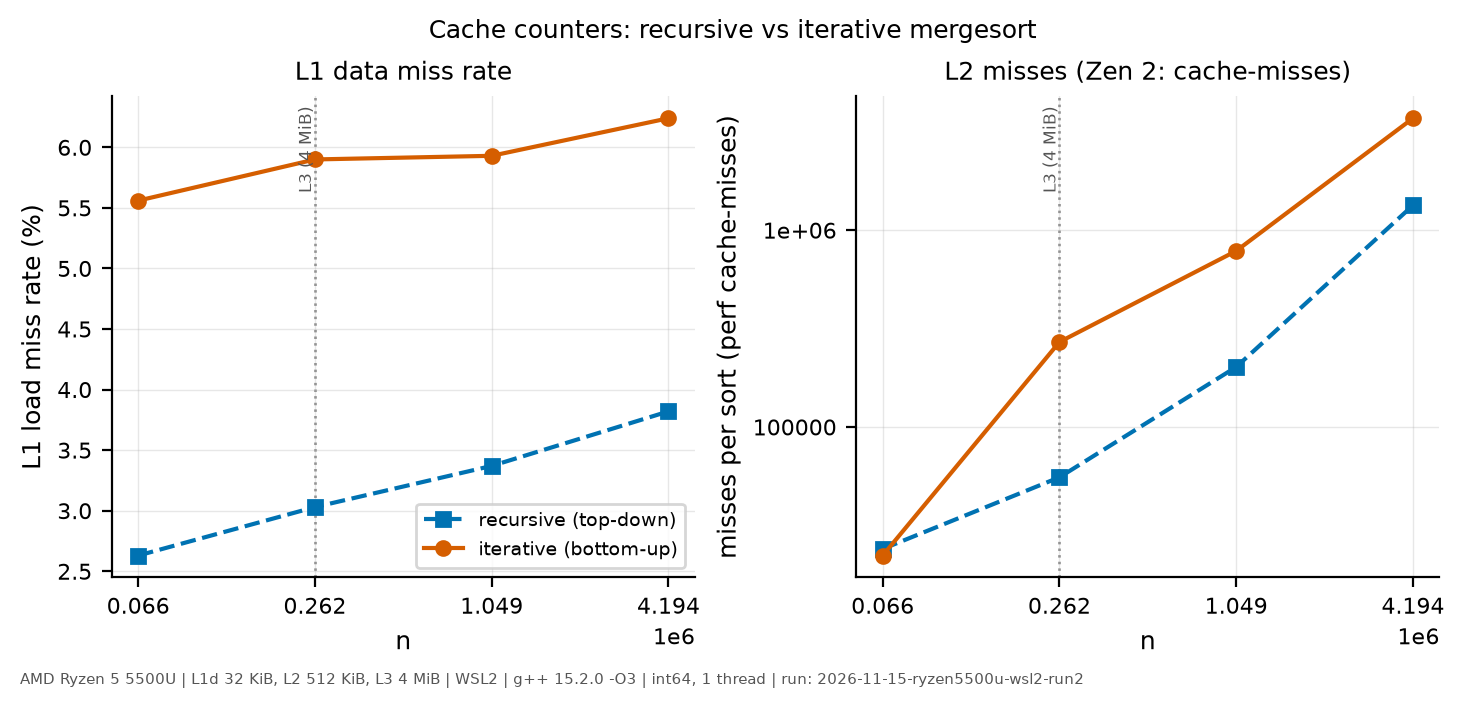 Cache counters: recursive vs iterative mergesort
L1 data miss rate
L1 load miss rate (%)
6.0
5.5
5.0
4.5
4.0
3.5
3.0
2.5
L3 (4 MiB)
recursive (top-down)
iterative (bottom-up)
0.066
0.262
1.049
4.194
1e6
n
L2 misses (Zen 2: cache-misses)
misses per sort (perf cache-misses)
1e+06
100000
L3 (4 MiB)
0.066
0.262
1.049
4.194
1e6
n
AMD Ryzen 5 5500U | L1d 32 KiB, L2 512 KiB, L3 4 MiB | WSL2 | g++ 15.2.0 -O3 | int64, 1 thread | run: 2026-11-15-ryzen5500u-wsl2-run2